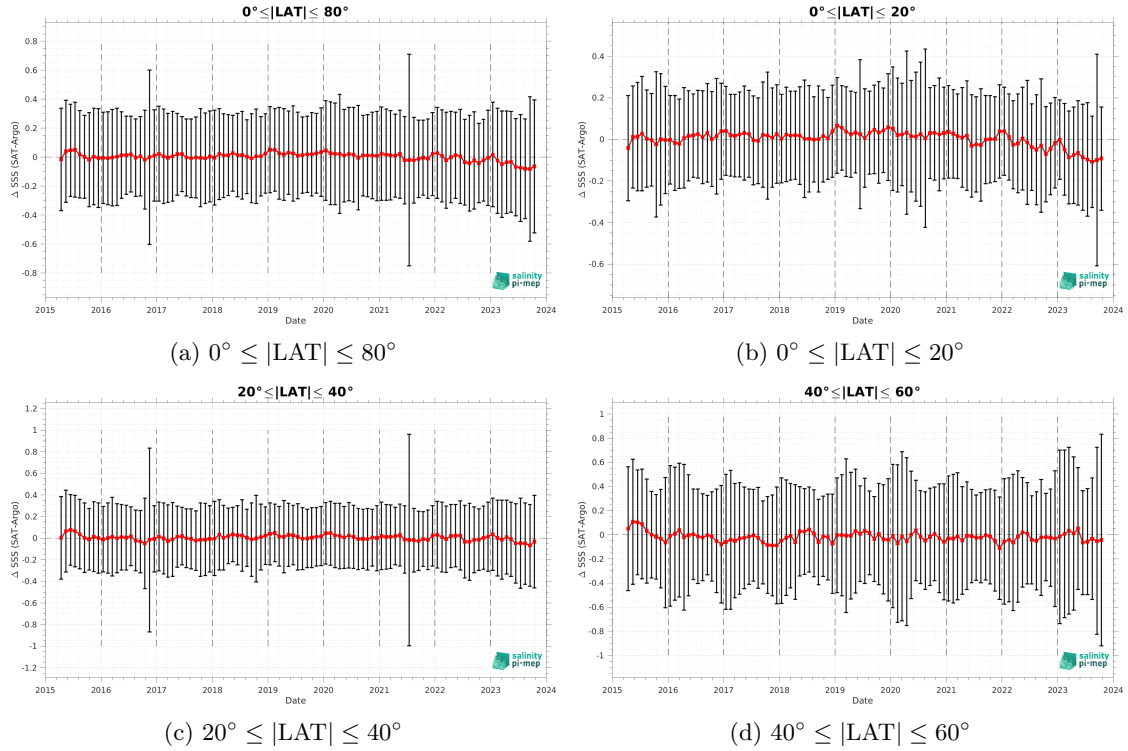 0°≤|LAT|≤ 80°
Δ SSS (SAT-Argo)
0.8
0.6
0.4
0.2
0
-0.2
-0.4
-0.6
-0.8
2015 2016 2017 2018 2019 2020 2021 2022 2023 2024
Date
salinity
pi-mep
(a) 0° ≤ |LAT| ≤ 80°
0°≤|LAT|≤ 20°
Δ SSS (SAT-Argo)
0.4
0.2
0
-0.2
-0.4
-0.6
2015 2016 2017 2018 2019 2020 2021 2022 2023 2024
Date
salinity
pi-mep
(b) 0° ≤ |LAT| ≤ 20°
20°≤|LAT|≤ 40°
Δ SSS (SAT-Argo)
1.2
1
0.8
0.6
0.4
0.2
0
-0.2
-0.4
-0.6
-0.8
-1
-1.2
2015 2016 2017 2018 2019 2020 2021 2022 2023 2024
Date
salinity
pi-mep
(c) 20° ≤ |LAT| ≤ 40°
40°≤|LAT|≤ 60°
Δ SSS (SAT-Argo)
1
0.8
0.6
0.4
0.2
0
-0.2
-0.4
-0.6
-0.8
-1
2015 2016 2017 2018 2019 2020 2021 2022 2023 2024
Date
salinity
pi-mep
(d) 40° ≤ |LAT| ≤ 60°